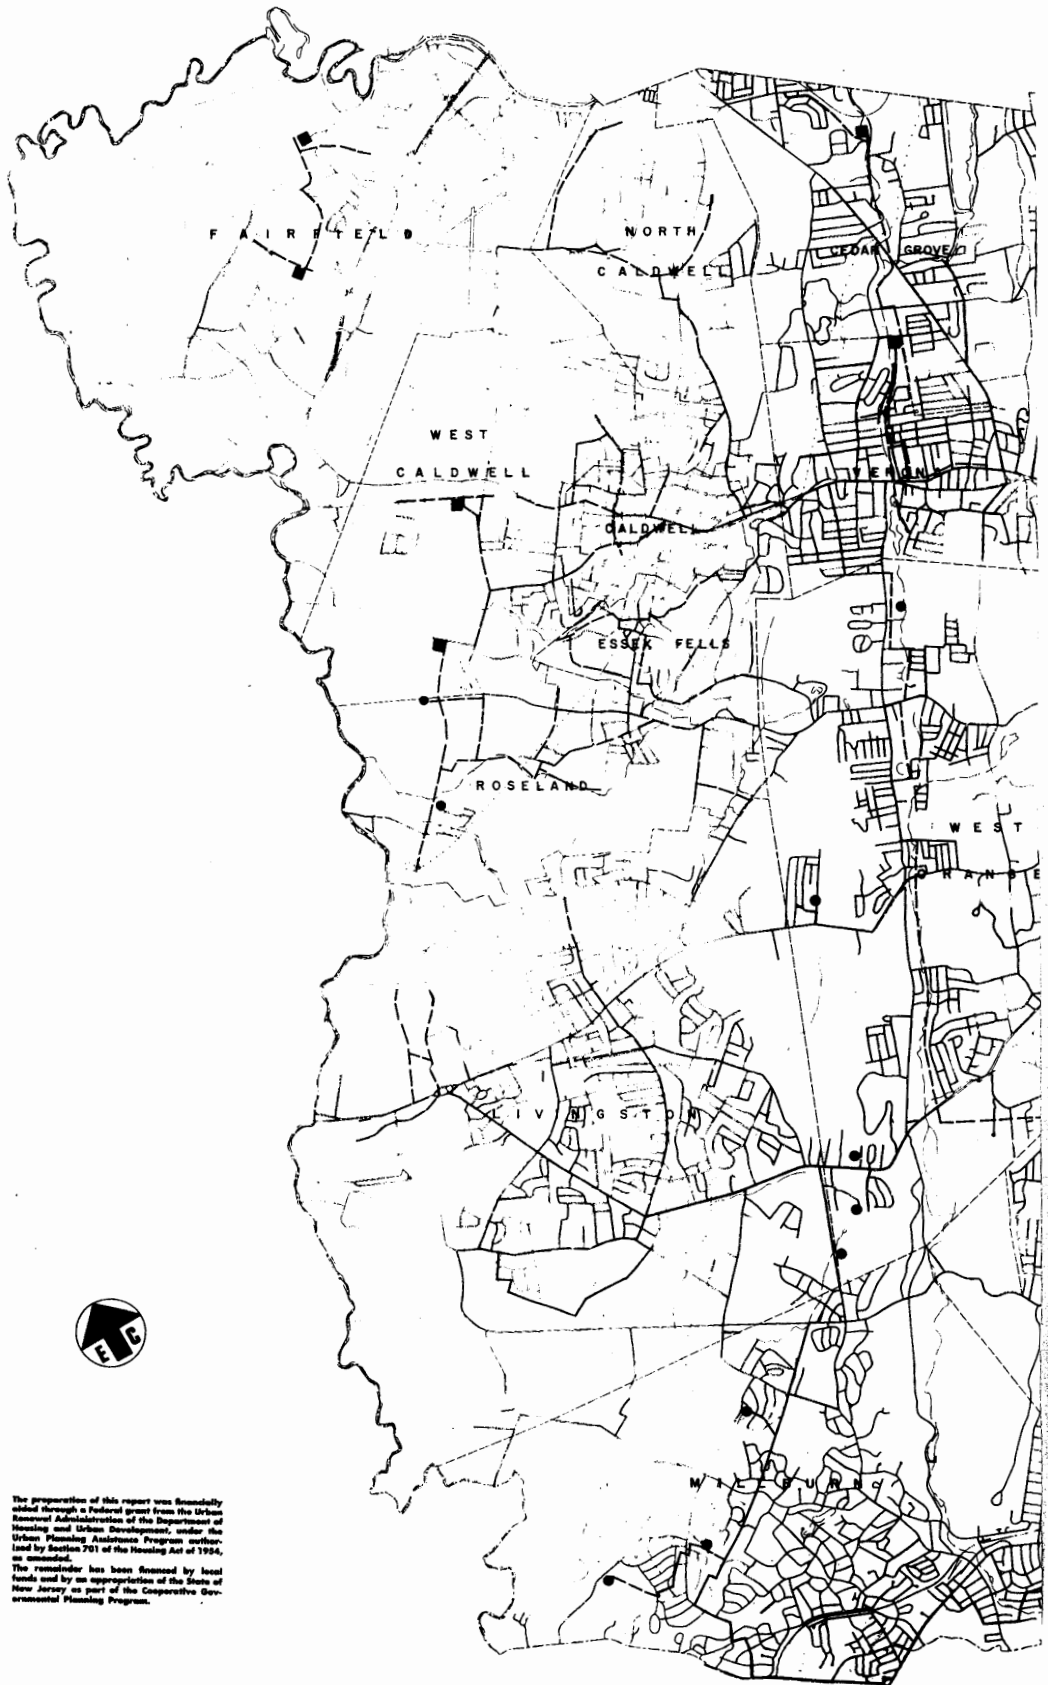 FAIRFIELD
NORTH
CALDWELL
CEDAR GROVE
WEST
CALDWELL
VERONA
CALDWELL
ESSEX FELLS
ROSELAND
WEST
ORANGE
LIVINGSTON
E C
MILLBURN
The preparation of this report was financially
aided through a Federal grant from the Urban
Renewal Administration of the Department of
Housing and Urban Development, under the
Urban Planning Assistance Program author-
ized by Section 701 of the Housing Act of 1954,
as amended.
The remainder has been financed by local
funds and by an appropriation of the State of
New Jersey as part of the Cooperative Gov-
ernmental Planning Program.